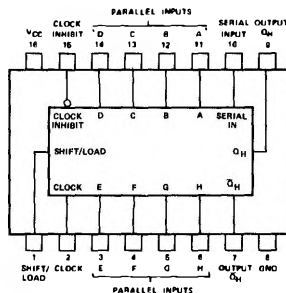 PARALLEL INPUTS
CLOCK SERIAL OUTPUT
VCC INHIBIT D C B A INPUT QH
16 15 14 13 12 11 10 9
CLOCK SERIAL
INHIBIT D C B A IN
SHIFT/LOAD QH
CLOCK E F G H Q̅H
1 2 3 4 5 6 7 8
SHIFT/ CLOCK E F G H OUTPUT GND
LOAD Q̅H
PARALLEL INPUTS